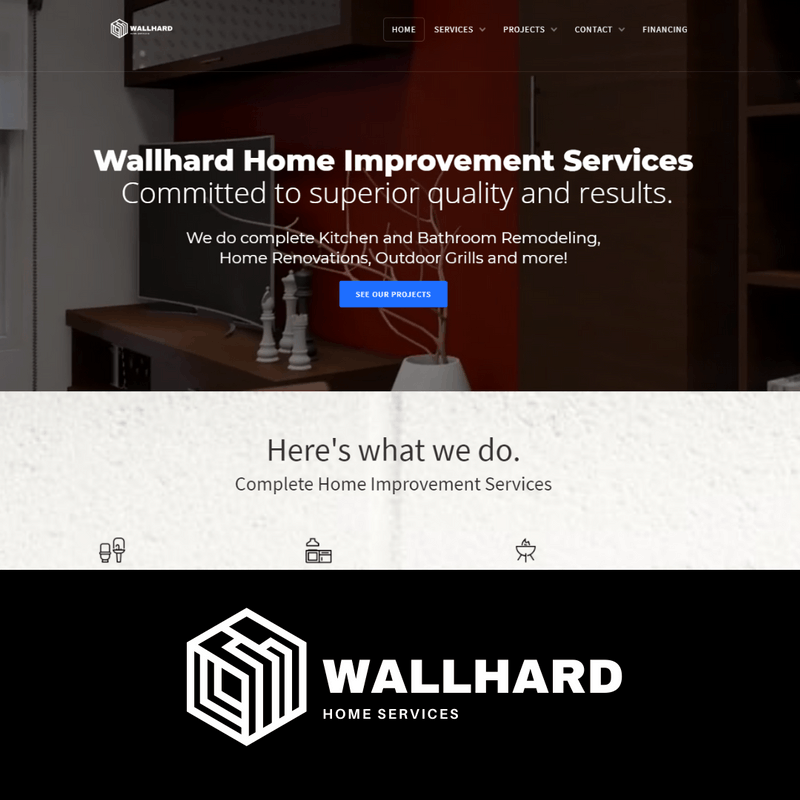 WALLHARD
HOME SERVICES
HOME SERVICES PROJECTS CONTACT FINANCING
Wallhard Home Improvement Services
Committed to superior quality and results.
We do complete Kitchen and Bathroom Remodeling,
Home Renovations, Outdoor Grills and more!
SEE OUR PROJECTS
Here's what we do.
Complete Home Improvement Services
WALLHARD
HOME SERVICES